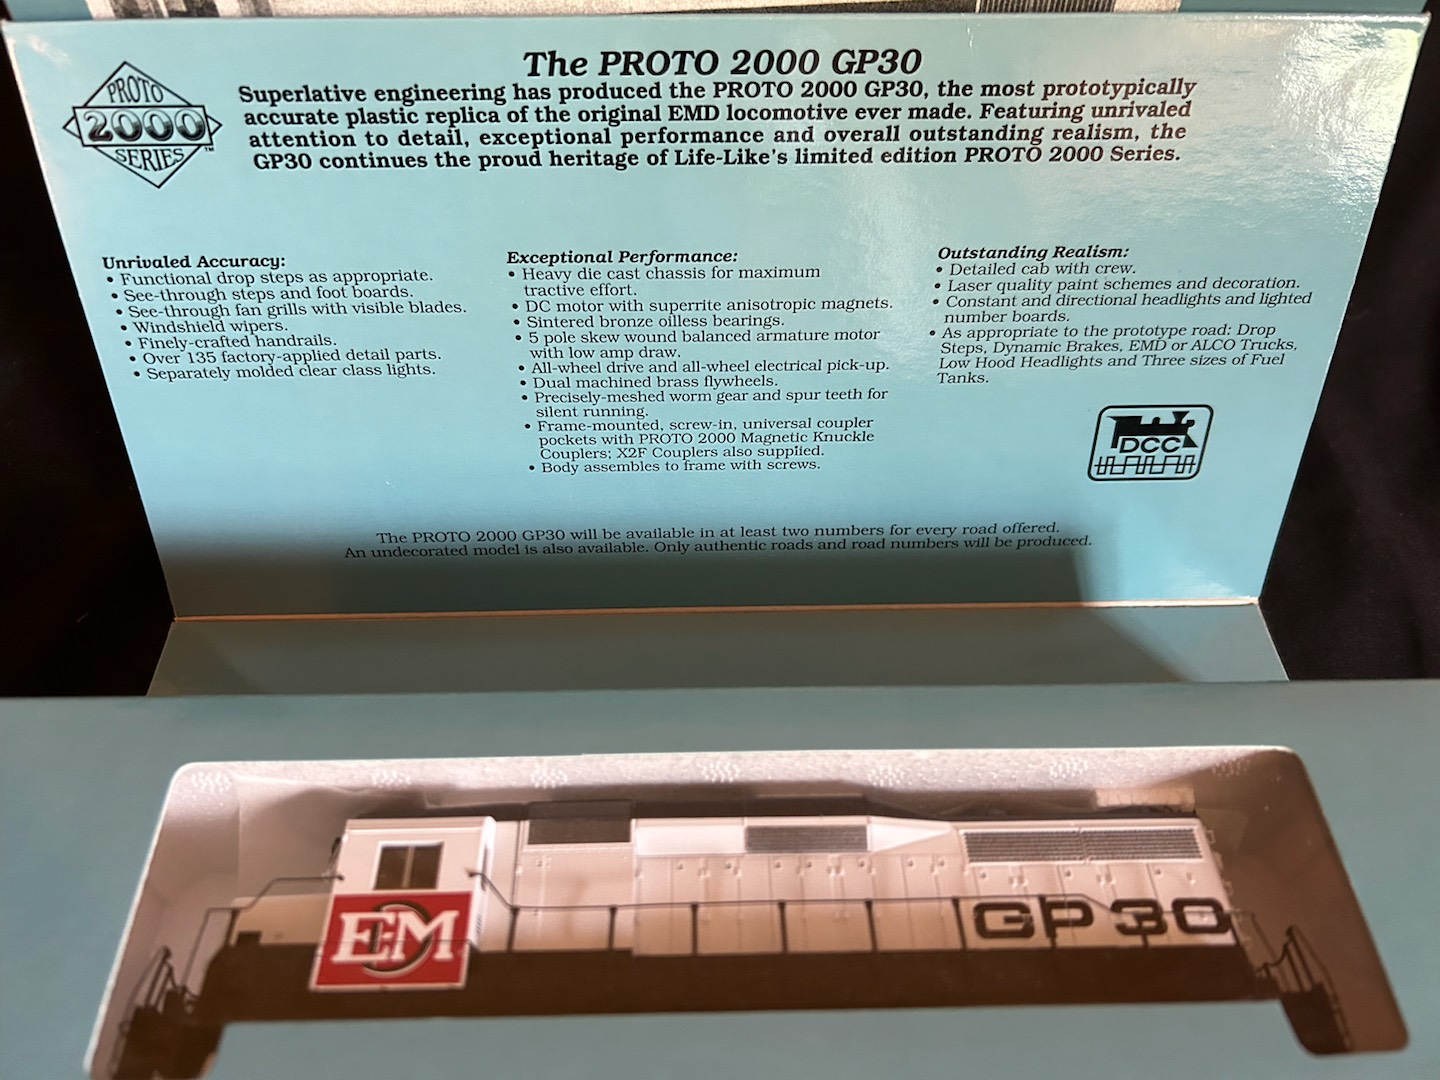 PROTO
2000
SERIES
™
The PROTO 2000 GP30
Superlative engineering has produced the PROTO 2000 GP30, the most prototypically
accurate plastic replica of the original EMD locomotive ever made. Featuring unrivaled
attention to detail, exceptional performance and overall outstanding realism, the
GP30 continues the proud heritage of Life-Like's limited edition PROTO 2000 Series.
Unrivaled Accuracy:
• Functional drop steps as appropriate.
• See-through steps and foot boards.
• See-through fan grills with visible blades.
• Windshield wipers.
• Finely-crafted handrails.
• Over 135 factory-applied detail parts.
• Separately molded clear class lights.
Exceptional Performance:
• Heavy die cast chassis for maximum
tractive effort.
• DC motor with superrite anisotropic magnets.
• Sintered bronze oilless bearings.
• 5 pole skew wound balanced armature motor
with low amp draw.
• All-wheel drive and all-wheel electrical pick-up.
• Dual machined brass flywheels.
• Precisely-meshed worm gear and spur teeth for
silent running.
• Frame-mounted, screw-in, universal coupler
pockets with PROTO 2000 Magnetic Knuckle
Couplers; X2F Couplers also supplied.
• Body assembles to frame with screws.
Outstanding Realism:
• Detailed cab with crew.
• Laser quality paint schemes and decoration.
• Constant and directional headlights and lighted
number boards.
• As appropriate to the prototype road: Drop
Steps, Dynamic Brakes, EMD or ALCO Trucks,
Low Hood Headlights and Three sizes of Fuel
Tanks.
DCC
The PROTO 2000 GP30 will be available in at least two numbers for every road offered.
An undecorated model is also available. Only authentic roads and road numbers will be produced.
EMD
GP 30